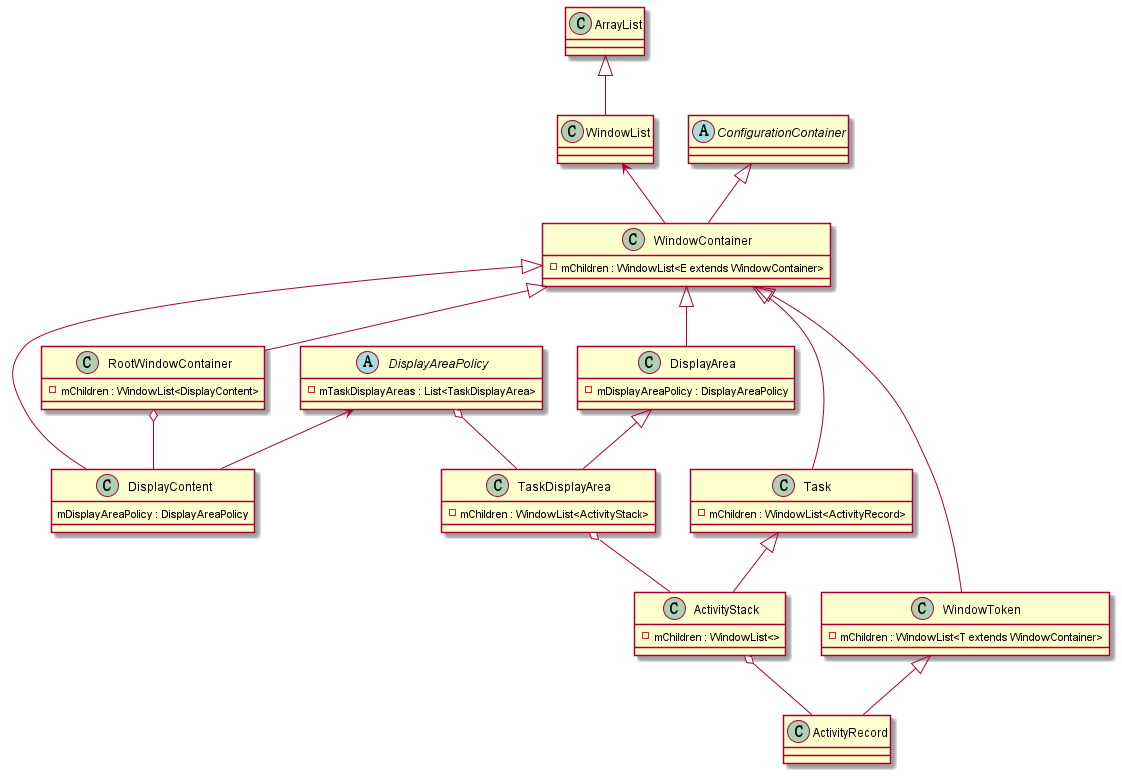 C ArrayList
C WindowList
A ConfigurationContainer
C WindowContainer
mChildren : WindowList<E extends WindowContainer>
C RootWindowContainer
mChildren : WindowList<DisplayContent>
A DisplayAreaPolicy
mTaskDisplayAreas : List<TaskDisplayArea>
C DisplayArea
mDisplayAreaPolicy : DisplayAreaPolicy
C DisplayContent
mDisplayAreaPolicy : DisplayAreaPolicy
C TaskDisplayArea
mChildren : WindowList<ActivityStack>
C Task
mChildren : WindowList<ActivityRecord>
C ActivityStack
mChildren : WindowList<>
C WindowToken
mChildren : WindowList<T extends WindowContainer>
C ActivityRecord